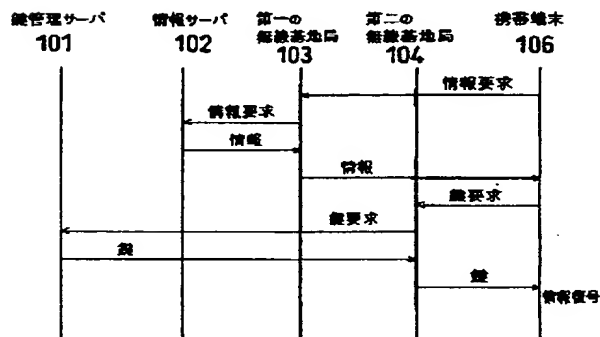 鍵管理サーバ
101
情報サーバ
102
第一の
無線基地局
103
第二の
無線基地局
104
携帯端末
106
情報要求
情報要求
情報
情報
鍵要求
鍵要求
鍵
鍵
情報復号